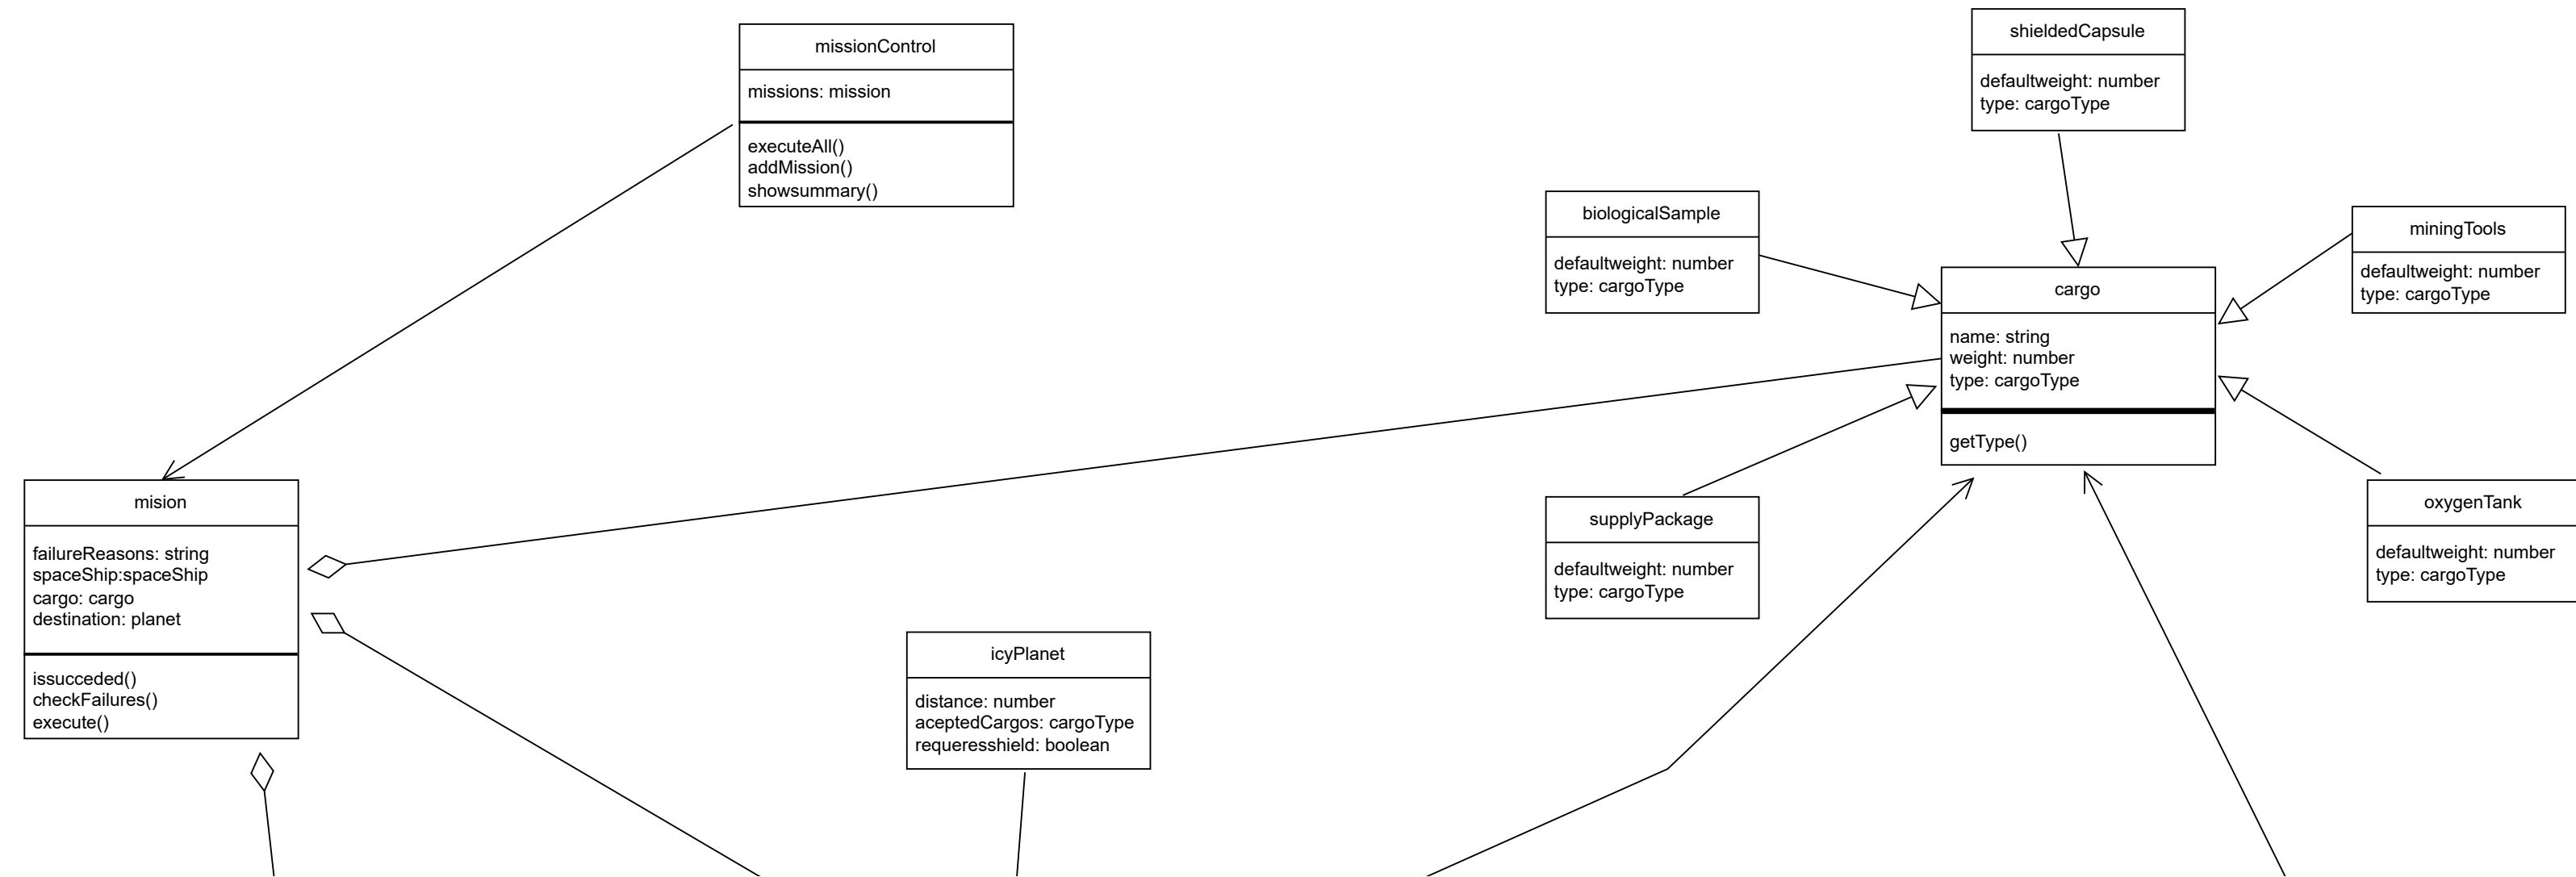 missionControl
missions: mission
executeAll()
addMission()
showsummary()
shieldedCapsule
defaultweight: number
type: cargoType
biologicalSample
defaultweight: number
type: cargoType
miningTools
defaultweight: number
type: cargoType
cargo
name: string
weight: number
type: cargoType
getType()
mision
failureReasons: string
spaceShip:spaceShip
cargo: cargo
destination: planet
issucceded()
checkFailures()
execute()
supplyPackage
defaultweight: number
type: cargoType
oxygenTank
defaultweight: number
type: cargoType
icyPlanet
distance: number
aceptedCargos: cargoType
requeresshield: boolean